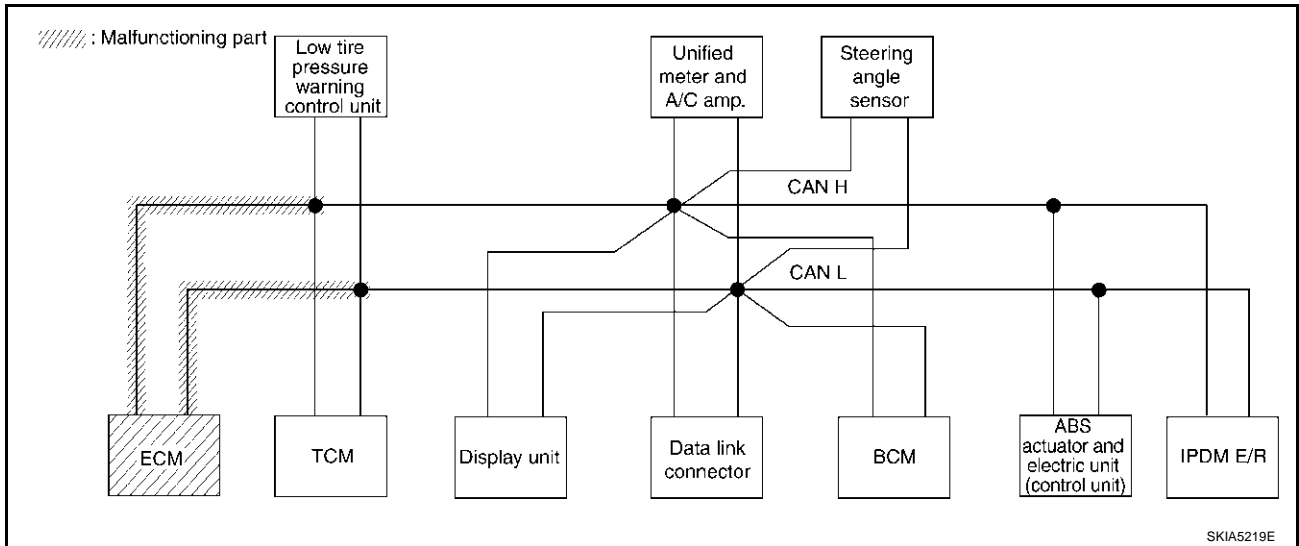 : Malfunctioning part
Low tire
pressure
warning
control unit
Unified
meter and
A/C amp.
Steering
angle
sensor
CAN H
CAN L
ECM
TCM
Display unit
Data link
connector
BCM
ABS
actuator and
electric unit
(control unit)
IPDM E/R
SKIA5219E